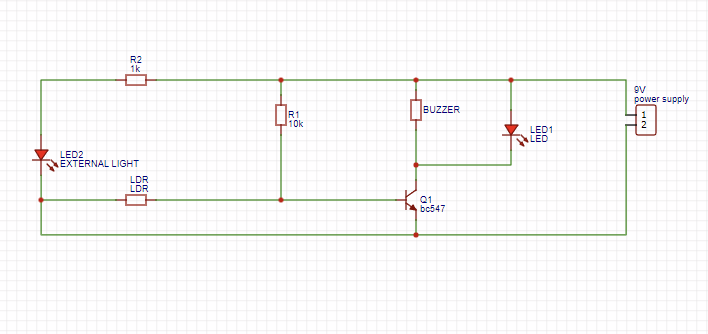 R2
1k
9V
power supply
1
2
R1
10k
BUZZER
LED1
LED
LED2
EXTERNAL LIGHT
LDR
LDR
Q1
bc547